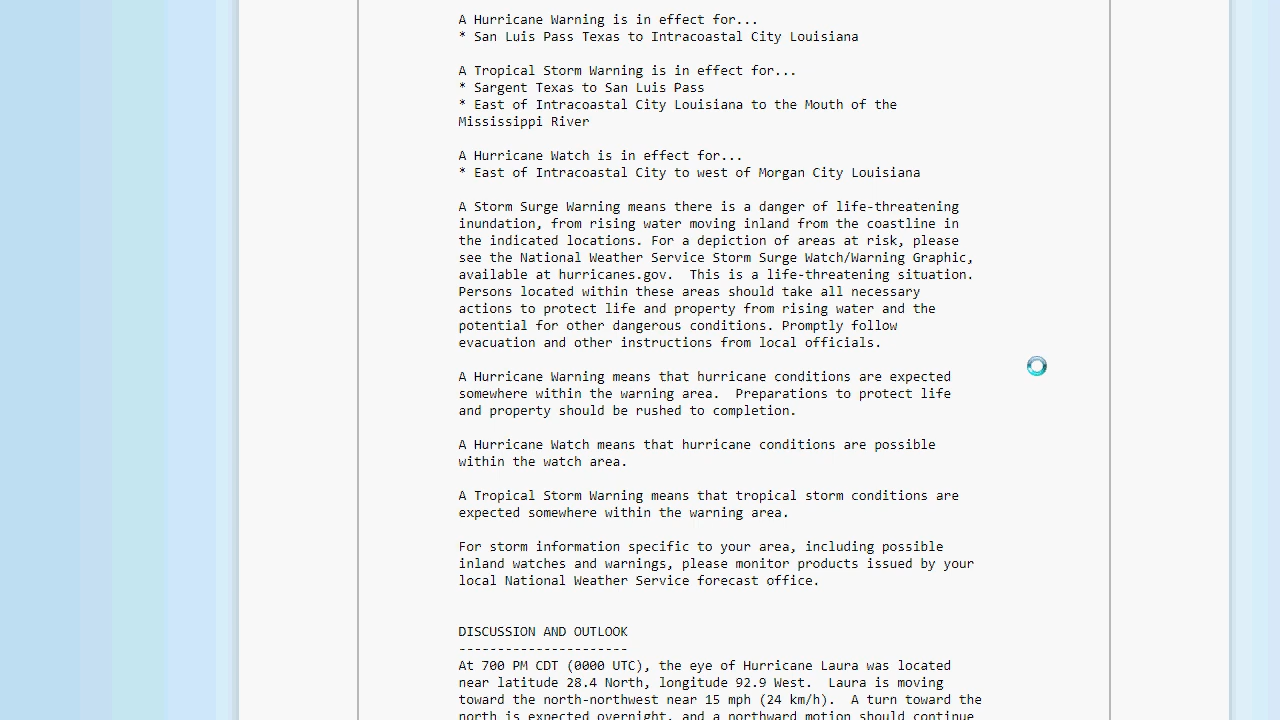 A Hurricane Warning is in effect for...
* San Luis Pass Texas to Intracoastal City Louisiana
A Tropical Storm Warning is in effect for...
* Sargent Texas to San Luis Pass
* East of Intracoastal City Louisiana to the Mouth of the
Mississippi River
A Hurricane Watch is in effect for...
* East of Intracoastal City to west of Morgan City Louisiana
A Storm Surge Warning means there is a danger of life-threatening
inundation, from rising water moving inland from the coastline in
the indicated locations. For a depiction of areas at risk, please
see the National Weather Service Storm Surge Watch/Warning Graphic,
available at hurricanes.gov.  This is a life-threatening situation.
Persons located within these areas should take all necessary
actions to protect life and property from rising water and the
potential for other dangerous conditions. Promptly follow
evacuation and other instructions from local officials.
A Hurricane Warning means that hurricane conditions are expected
somewhere within the warning area.  Preparations to protect life
and property should be rushed to completion.
A Hurricane Watch means that hurricane conditions are possible
within the watch area.
A Tropical Storm Warning means that tropical storm conditions are
expected somewhere within the warning area.
For storm information specific to your area, including possible
inland watches and warnings, please monitor products issued by your
local National Weather Service forecast office.
DISCUSSION AND OUTLOOK
----------------------
At 700 PM CDT (0000 UTC), the eye of Hurricane Laura was located
near latitude 28.4 North, longitude 92.9 West.  Laura is moving
toward the north-northwest near 15 mph (24 km/h).  A turn toward the
north is expected overnight, and a northward motion should continue